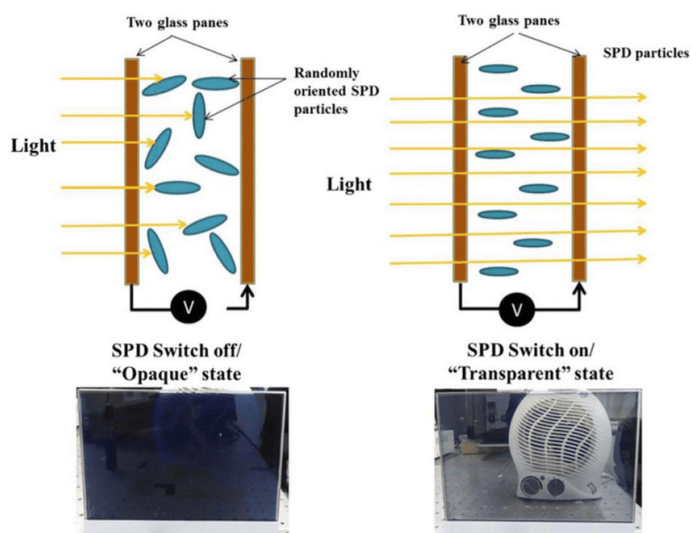 Two glass panes
Randomly
oriented SPD
particles
Light
V
SPD Switch off/
“Opaque” state
Two glass panes
SPD particles
Light
V
SPD Switch on/
“Transparent” state